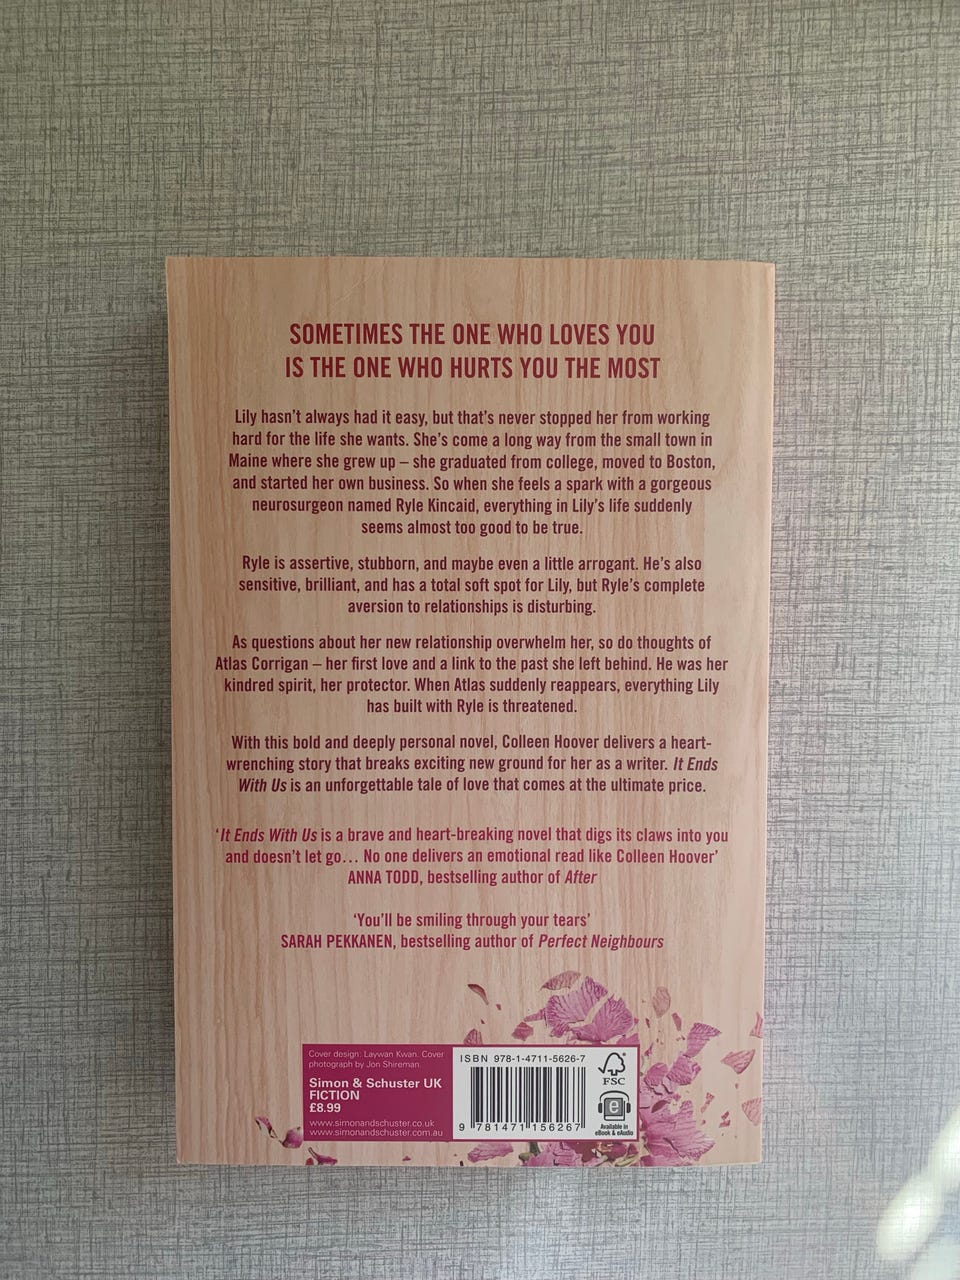 SOMETIMES THE ONE WHO LOVES YOU
IS THE ONE WHO HURTS YOU THE MOST
Lily hasn't always had it easy, but that's never stopped her from working
hard for the life she wants. She's come a long way from the small town in
Maine where she grew up – she graduated from college, moved to Boston,
and started her own business. So when she feels a spark with a gorgeous
neurosurgeon named Ryle Kincaid, everything in Lily's life suddenly
seems almost too good to be true.
Ryle is assertive, stubborn, and maybe even a little arrogant. He's also
sensitive, brilliant, and has a total soft spot for Lily, but Ryle's complete
aversion to relationships is disturbing.
As questions about her new relationship overwhelm her, so do thoughts of
Atlas Corrigan – her first love and a link to the past she left behind. He was her
kindred spirit, her protector. When Atlas suddenly reappears, everything Lily
has built with Ryle is threatened.
With this bold and deeply personal novel, Colleen Hoover delivers a heart-
wrenching story that breaks exciting new ground for her as a writer. It Ends
With Us is an unforgettable tale of love that comes at the ultimate price.
'It Ends With Us is a brave and heart-breaking novel that digs its claws into you
and doesn't let go… No one delivers an emotional read like Colleen Hoover'
ANNA TODD, bestselling author of After
'You'll be smiling through your tears'
SARAH PEKKANEN, bestselling author of Perfect Neighbours
Cover design: Laywan Kwan. Cover
photograph by Jon Shireman.
Simon & Schuster UK
FICTION
£8.99
www.simonandschuster.co.uk
www.simonandschuster.com.au
ISBN 978-1-4711-5626-7
9 781471 156267
FSC
e
Available in
eBook & eAudio